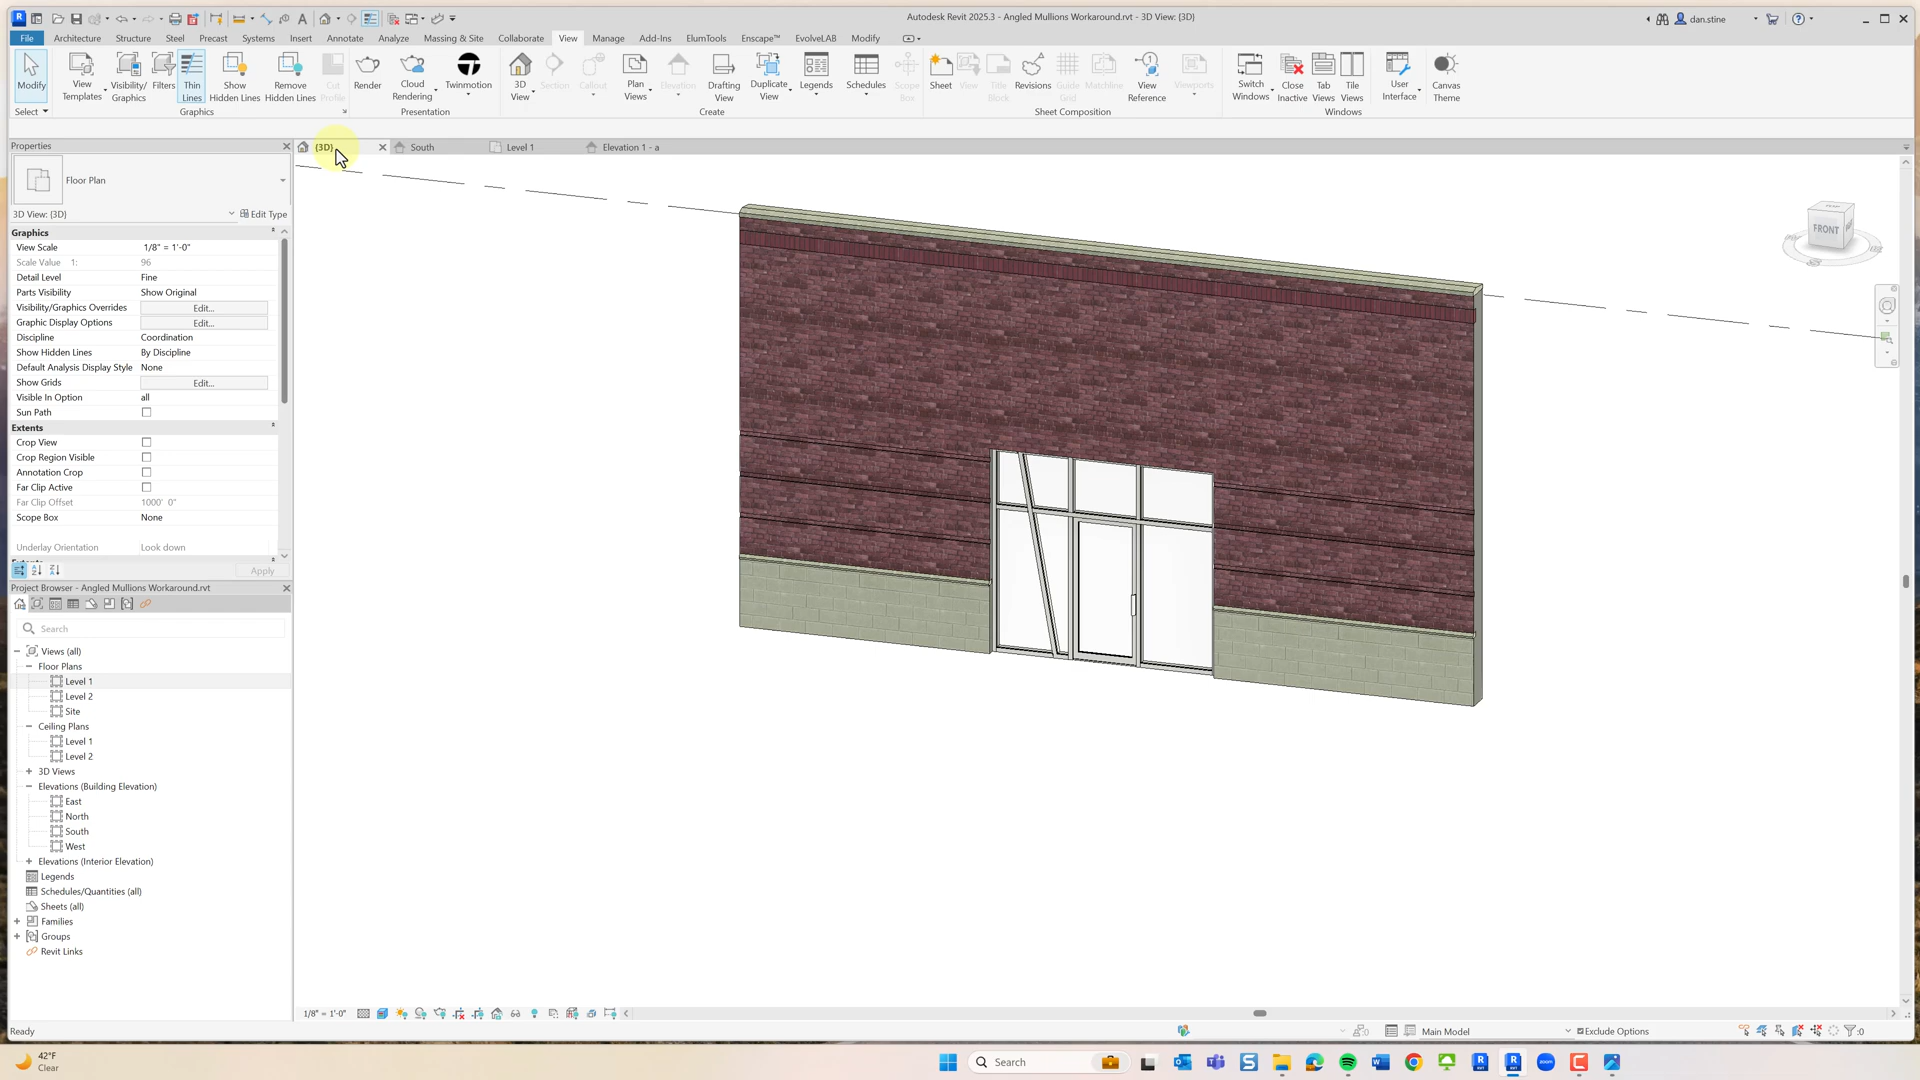 Autodesk Revit 2025.3 - Angled Mullions Workaround.rvt - 3D View: {3D}
dan.stine
File Architecture Structure Steel Precast Systems Insert Annotate Analyze Massing & Site Collaborate View Manage Add-Ins ElumTools Enscape™ EvolveLAB Modify
Modify
View Templates
Visibility/ Graphics
Filters
Thin Lines
Show Hidden Lines
Remove Hidden Lines
Cut Profile
Render
Cloud Rendering
Twinmotion
3D View
Section
Callout
Plan Views
Elevation
Drafting View
Duplicate View
Legends
Schedules
Scope Box
Sheet
View
Title Block
Revisions
Guide Grid
Matchline
View Reference
Viewports
Switch Windows
Close Inactive
Tab Views
Tile Views
User Interface
Canvas Theme
Select Graphics Presentation Create Sheet Composition Windows
Properties
{3D} South Level 1 Elevation 1 - a
Floor Plan
3D View: {3D} Edit Type
Graphics
View Scale 1/8" = 1'-0"
Scale Value 1: 96
Detail Level Fine
Parts Visibility Show Original
Visibility/Graphics Overrides Edit...
Graphic Display Options Edit...
Discipline Coordination
Show Hidden Lines By Discipline
Default Analysis Display Style None
Show Grids Edit...
Visible In Option all
Sun Path
Extents
Crop View
Crop Region Visible
Annotation Crop
Far Clip Active
Far Clip Offset 1000' 0"
Scope Box None
Underlay Orientation Look down
Apply
TOP
FRONT
Project Browser - Angled Mullions Workaround.rvt
Search
Views (all)
Floor Plans
Level 1
Level 2
Site
Ceiling Plans
Level 1
Level 2
3D Views
Elevations (Building Elevation)
East
North
South
West
Elevations (Interior Elevation)
Legends
Schedules/Quantities (all)
Sheets (all)
Families
Groups
Revit Links
1/8" = 1'-0"
Ready
:0
Main Model
Exclude Options
:0
42°F
Clear
Search